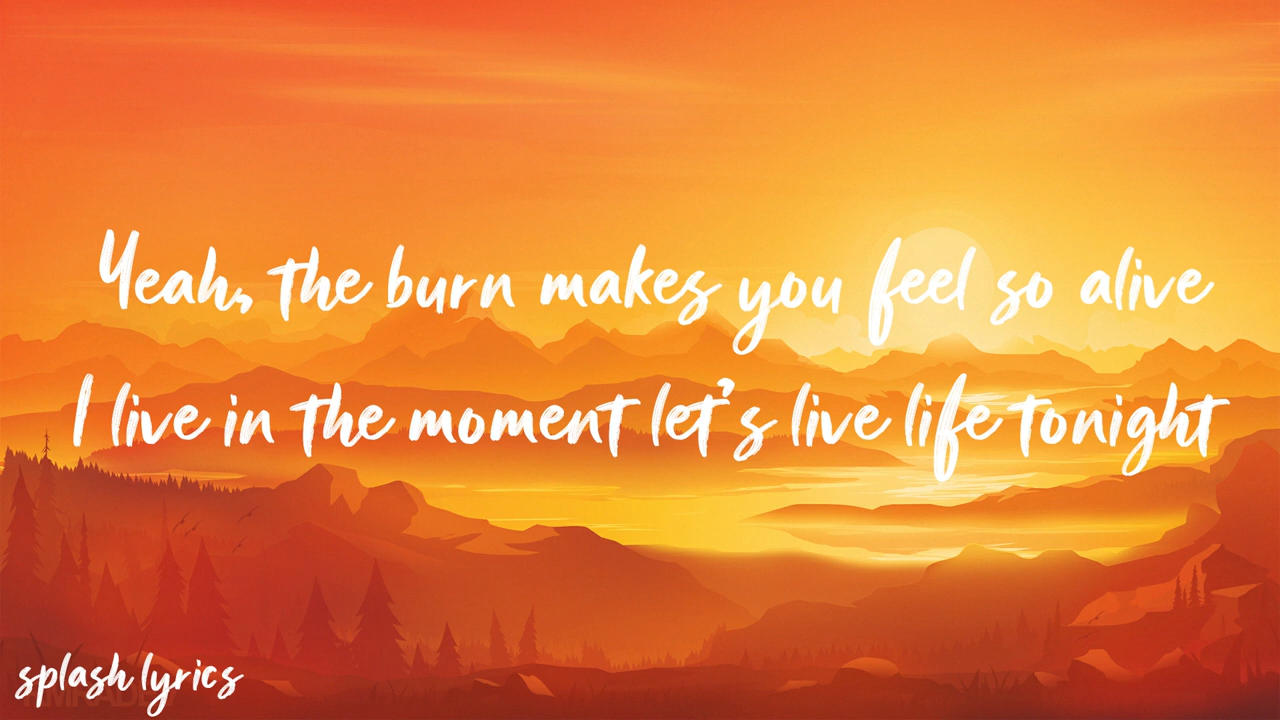 Yeah, the burn makes you feel so alive
I live in the moment let's live life tonight
splash lyrics